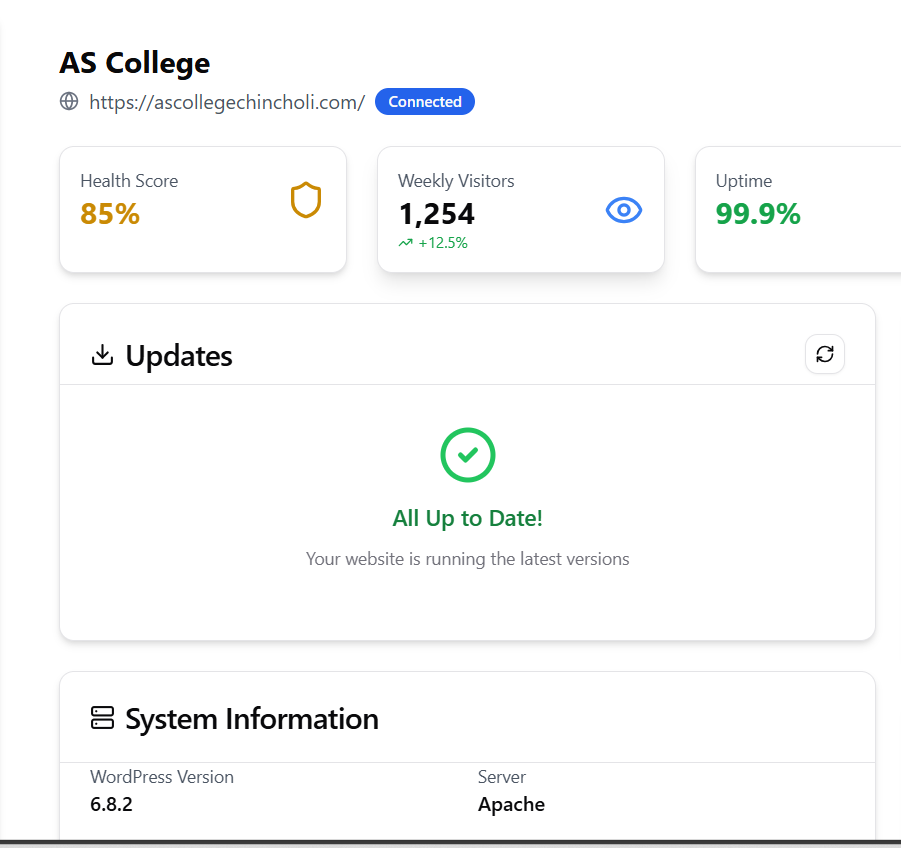 AS College
https://ascollegechincholi.com/ Connected
Health Score
85%
Weekly Visitors
1,254
+12.5%
Uptime
99.9%
Updates
All Up to Date!
Your website is running the latest versions
System Information
WordPress Version
6.8.2
Server
Apache